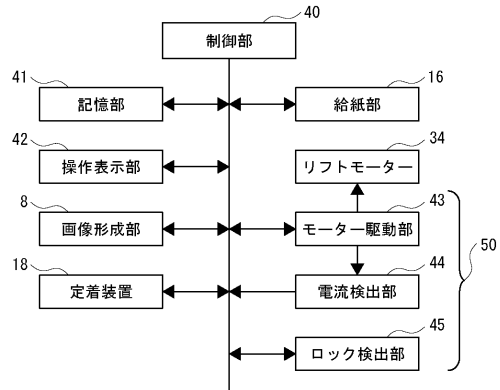 40
制御部
41
記憶部
16
給紙部
42
操作表示部
34
リフトモーター
8
画像形成部
43
モーター駆動部
50
18
定着装置
44
電流検出部
45
ロック検出部